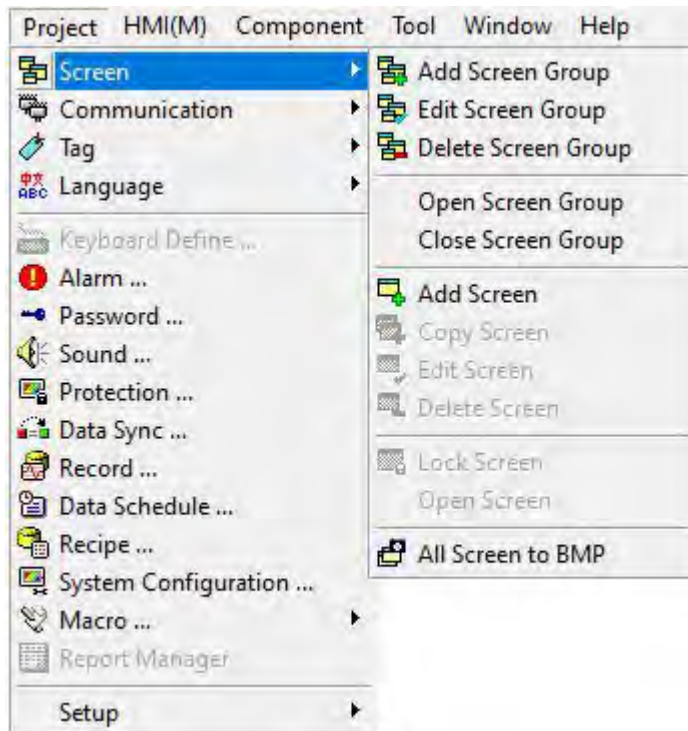 Project HMI(M) Component Tool Window Help
Screen
Communication
Tag
中文
ABC Language
Keyboard Define ...
Alarm ...
Password ...
Sound ...
Protection ...
Data Sync ...
Record ...
Data Schedule ...
Recipe ...
System Configuration ...
Macro ...
Report Manager
Setup
Add Screen Group
Edit Screen Group
Delete Screen Group
Open Screen Group
Close Screen Group
Add Screen
Copy Screen
Edit Screen
Delete Screen
Lock Screen
Open Screen
All Screen to BMP